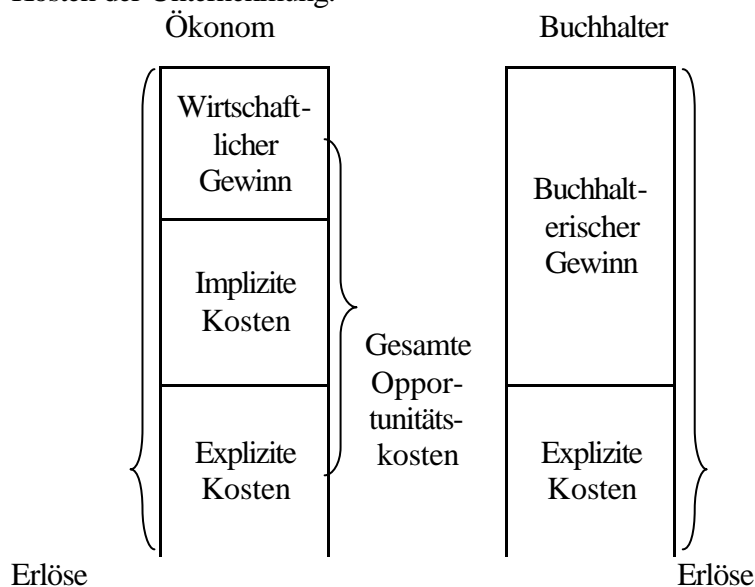 Kosten der Unternehmung.
Ökonom
Buchhalter
Wirtschaft-
licher
Gewinn
Implizite
Kosten
Explizite
Kosten
Gesamte
Oppor-
tunitäts-
kosten
Buchhalt-
erischer
Gewinn
Explizite
Kosten
Erlöse
Erlöse